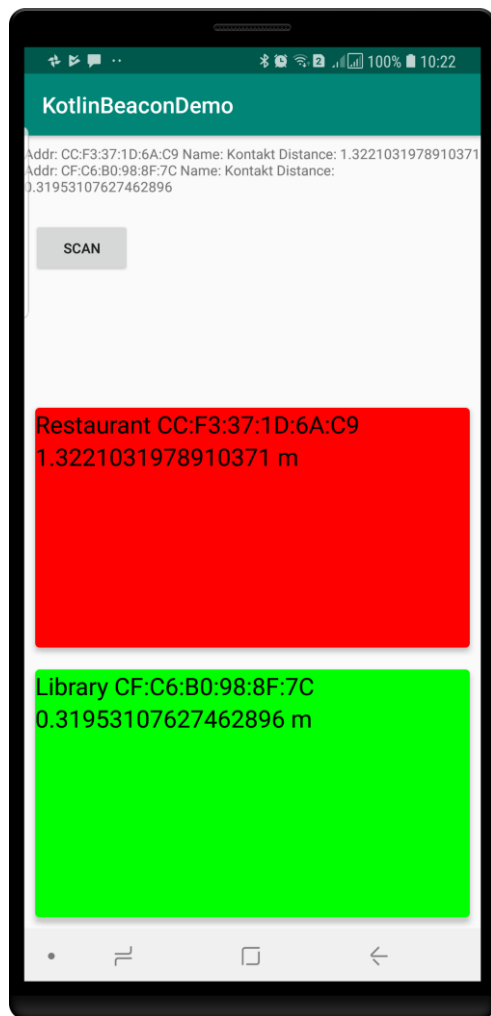 2 100% 10:22
KotlinBeaconDemo
Addr: CC:F3:37:1D:6A:C9 Name: Kontakt Distance: 1.3221031978910371
Addr: CF:C6:B0:98:8F:7C Name: Kontakt Distance:
0.31953107627462896
SCAN
Restaurant CC:F3:37:1D:6A:C9
1.3221031978910371 m
Library CF:C6:B0:98:8F:7C
0.31953107627462896 m